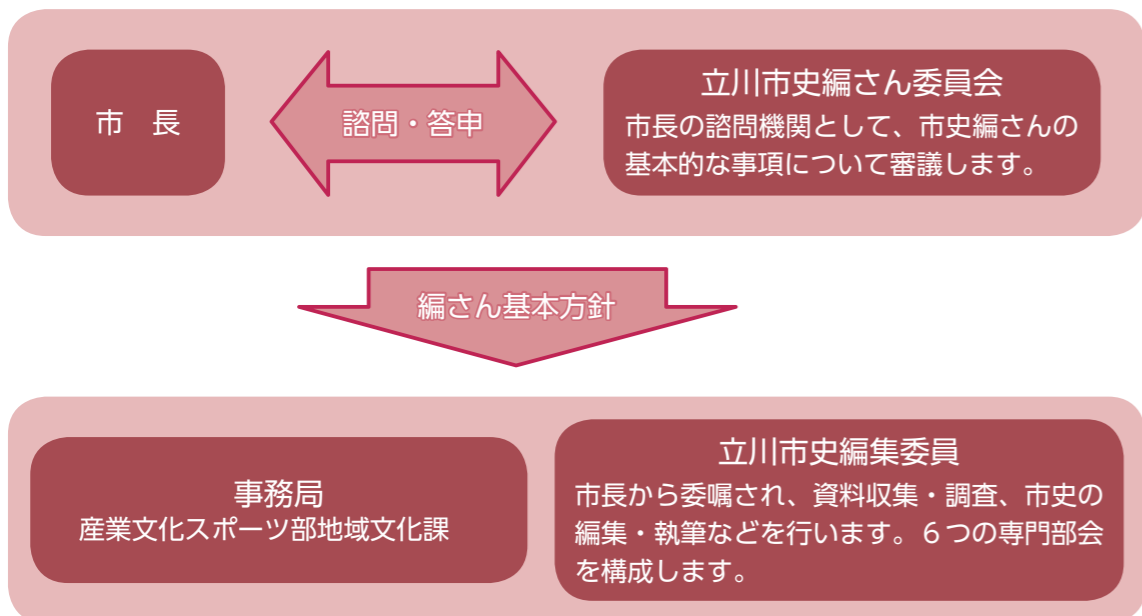 市　長
諮問・答申
立川市史編さん委員会
市長の諮問機関として、市史編さんの
基本的な事項について審議します。
編さん基本方針
事務局
産業文化スポーツ部地域文化課
立川市史編集委員
市長から委嘱され、資料収集・調査、市史の
編集・執筆などを行います。６つの専門部会
を構成します。